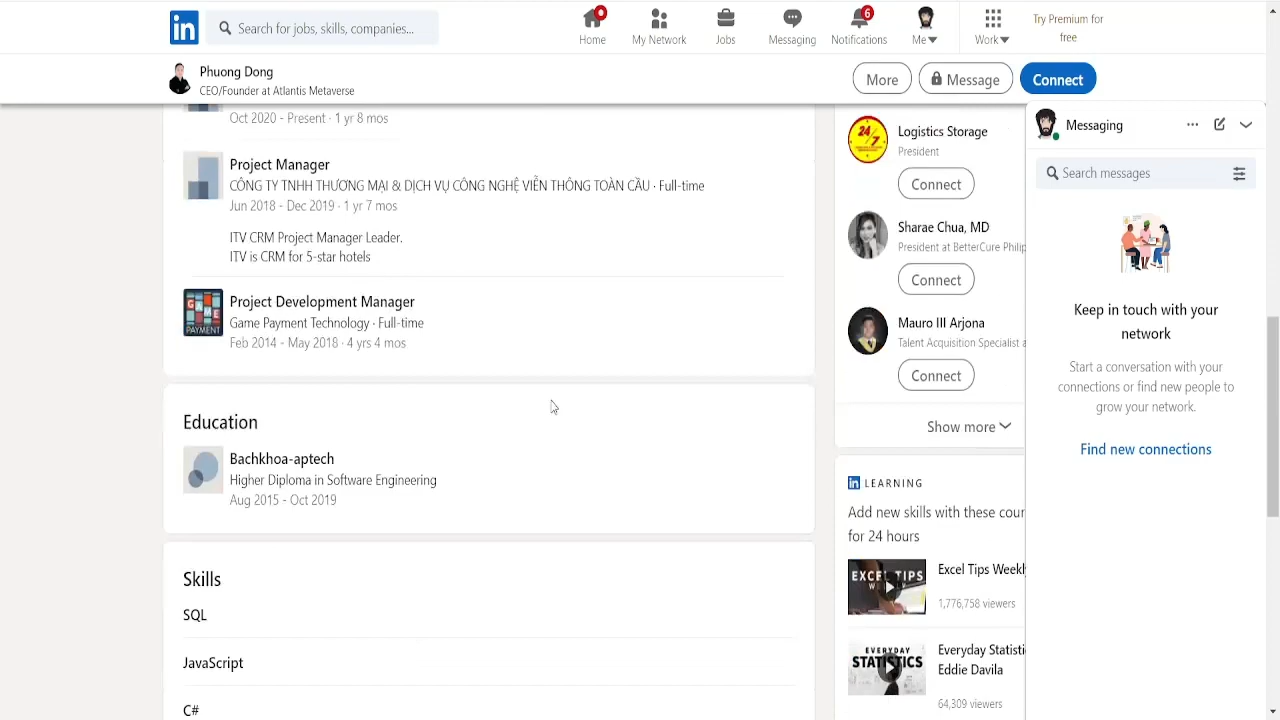 Search for jobs, skills, companies...
Home
My Network
Jobs
Messaging
6
Notifications
Me
Work
Try Premium for
free
Phuong Dong
CEO/Founder at Atlantis Metaverse
More
Message
Connect
Oct 2020 - Present · 1 yr 8 mos
Project Manager
CÔNG TY TNHH THƯƠNG MẠI & DỊCH VỤ CÔNG NGHỆ VIỄN THÔNG TOÀN CẦU · Full-time
Jun 2018 - Dec 2019 · 1 yr 7 mos
ITV CRM Project Manager Leader.
ITV is CRM for 5-star hotels
GAME
PAYMENT
Project Development Manager
Game Payment Technology · Full-time
Feb 2014 - May 2018 · 4 yrs 4 mos
Education
Bachkhoa-aptech
Higher Diploma in Software Engineering
Aug 2015 - Oct 2019
Skills
SQL
JavaScript
C#
24/7
Logistics Storage
President
Connect
Sharae Chua, MD
President at BetterCure Philip
Connect
Mauro III Arjona
Talent Acquisition Specialist a
Connect
Show more
in LEARNING
Add new skills with these cour
for 24 hours
EXCEL TIPS
Excel Tips Weekly
1,776,758 viewers
EVERYDAY
STATISTICS
Everyday Statisti
Eddie Davila
64,309 viewers
Messaging
Search messages
Keep in touch with your
network
Start a conversation with your
connections or find new people to
grow your network.
Find new connections